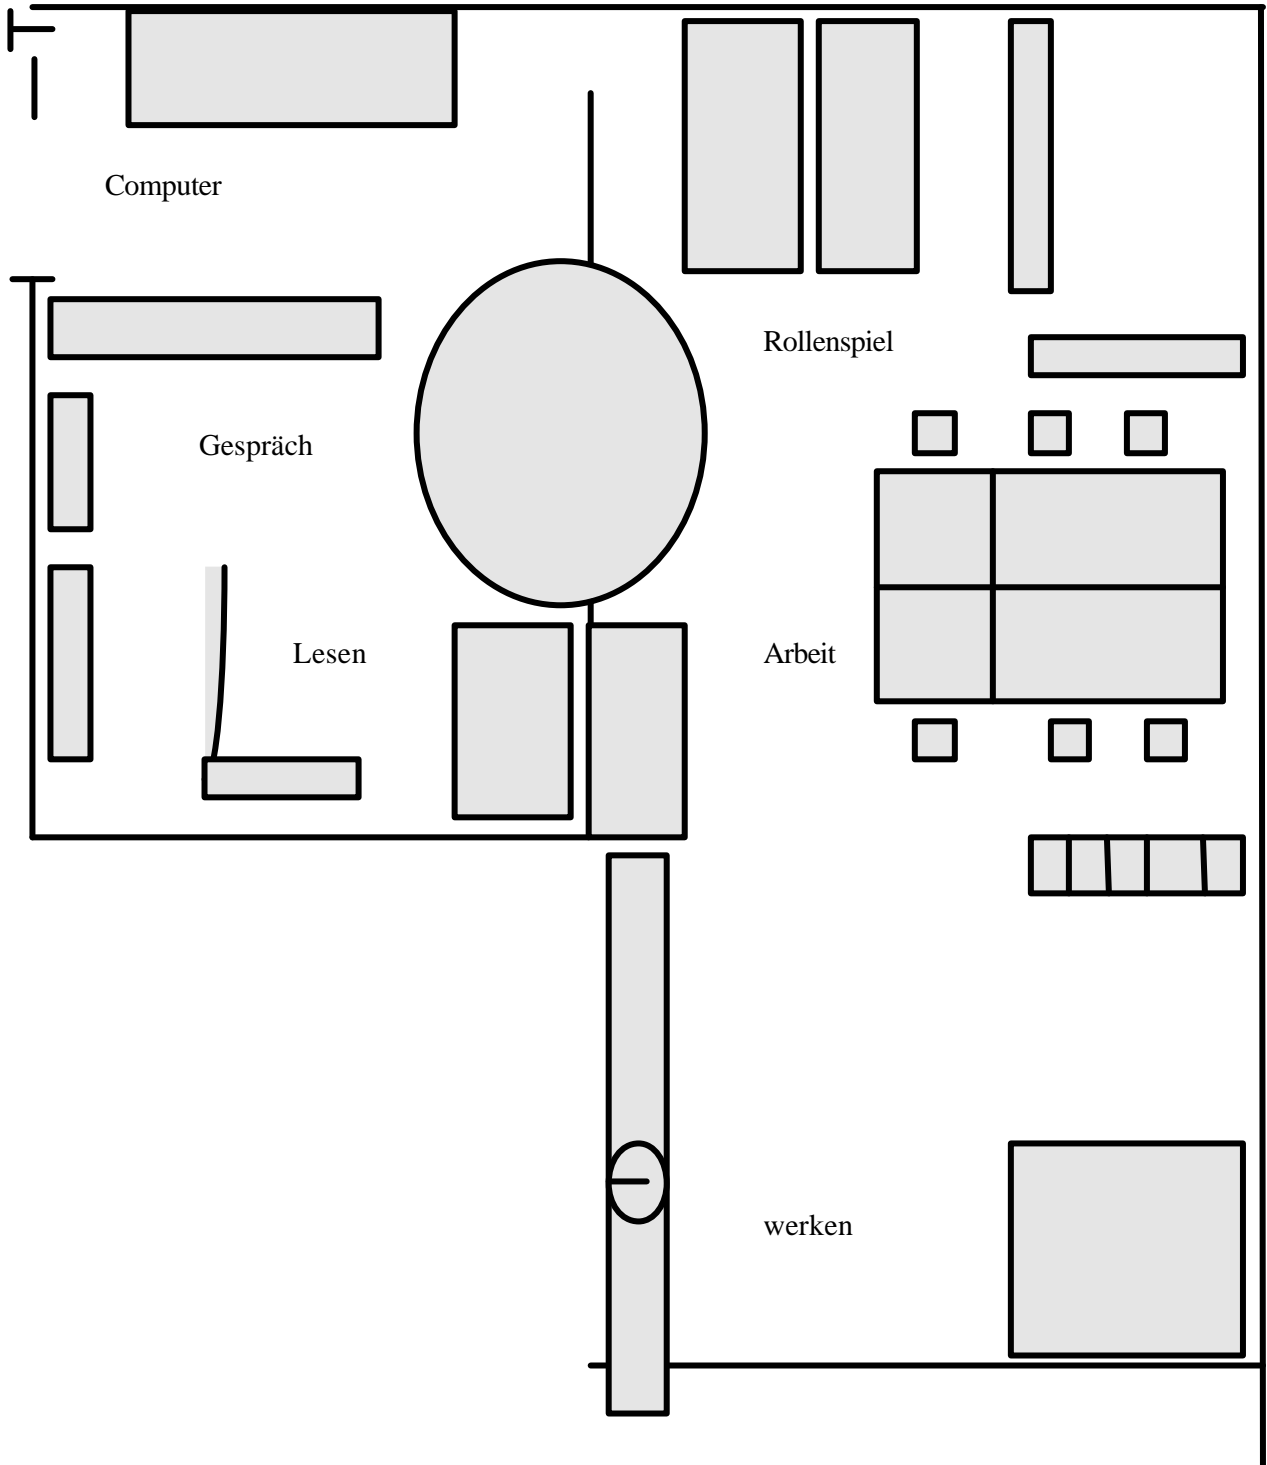 Computer
Rollenspiel
Gespräch
Lesen
Arbeit
werken